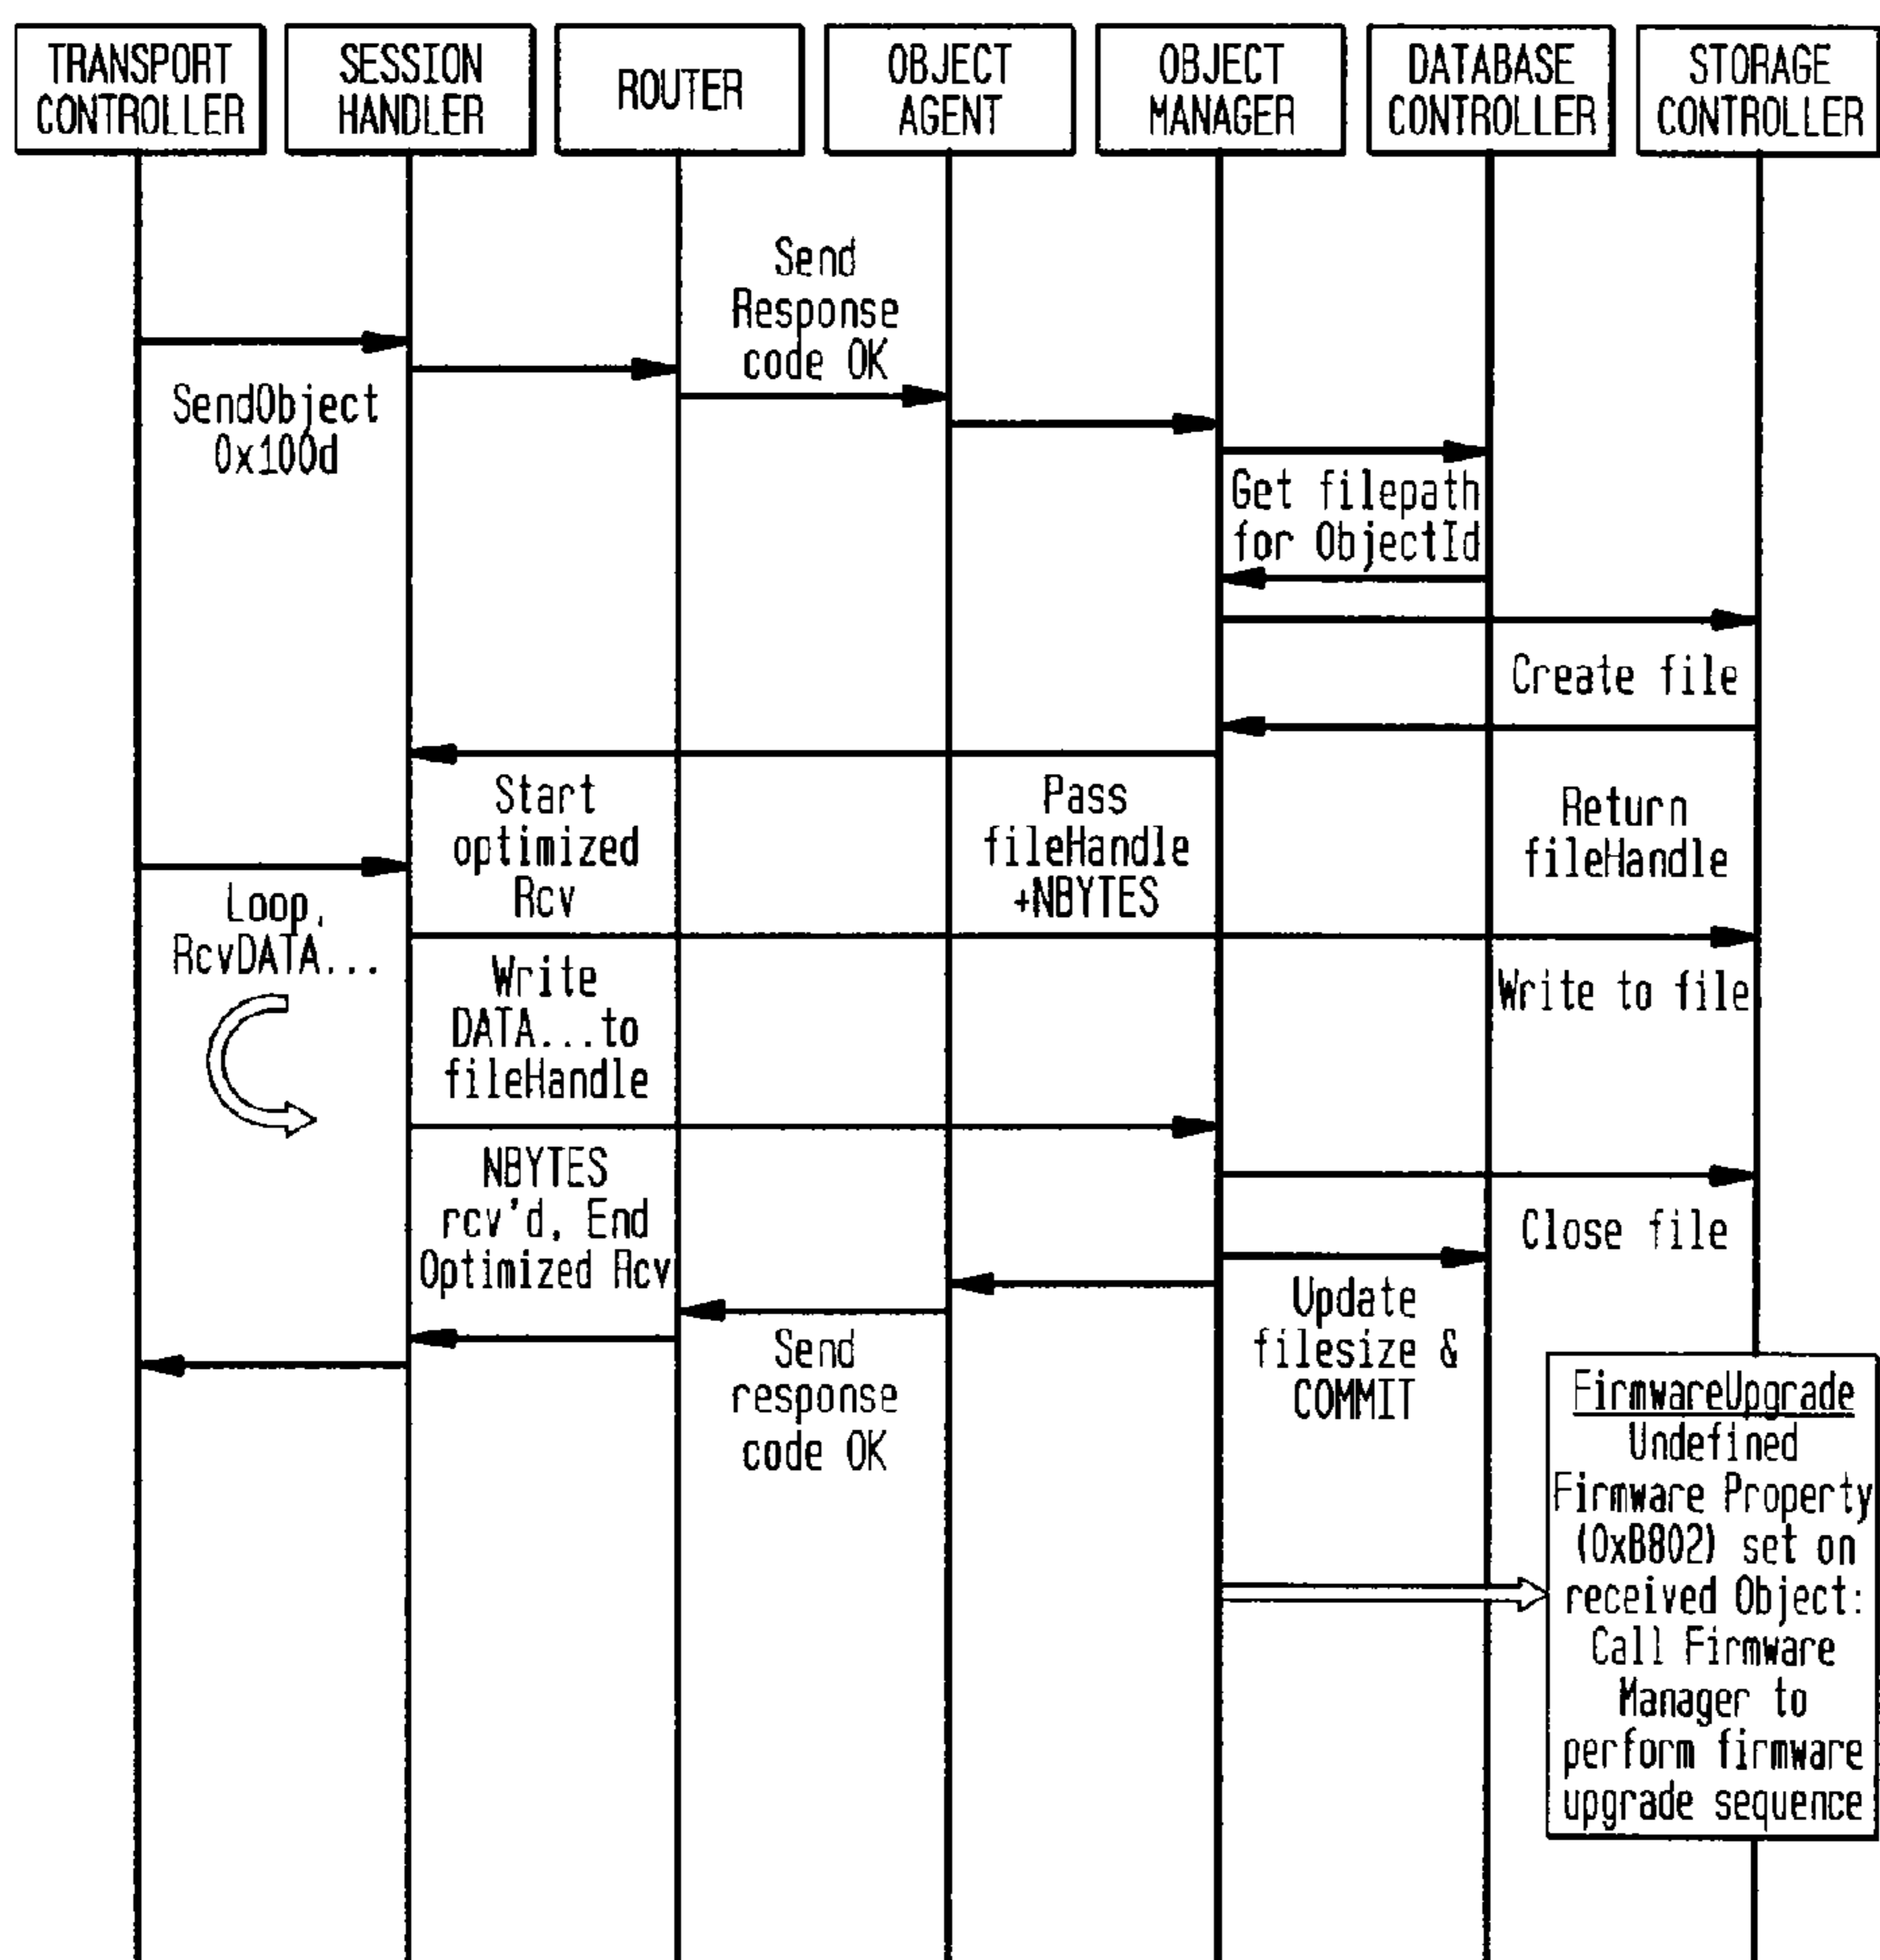 TRANSPORT
CONTROLLER
SESSION
HANDLER
ROUTER
OBJECT
AGENT
OBJECT
MANAGER
DATABASE
CONTROLLER
STORAGE
CONTROLLER
Send
Response
code OK
SendObject
0x100d
Get filepath
for ObjectId
Create file
Start
optimized
Rcv
Pass
fileHandle
+NBYTES
Return
fileHandle
Loop,
RcvDATA...
Write
DATA...to
fileHandle
Write to file
NBYTES
rcv'd, End
Optimized Rcv
Close file
Update
filesize &
COMMIT
Send
response
code OK
FirmwareUpgrade
Undefined
Firmware Property
(0xB802) set on
received Object:
Call Firmware
Manager to
perform firmware
upgrade sequence